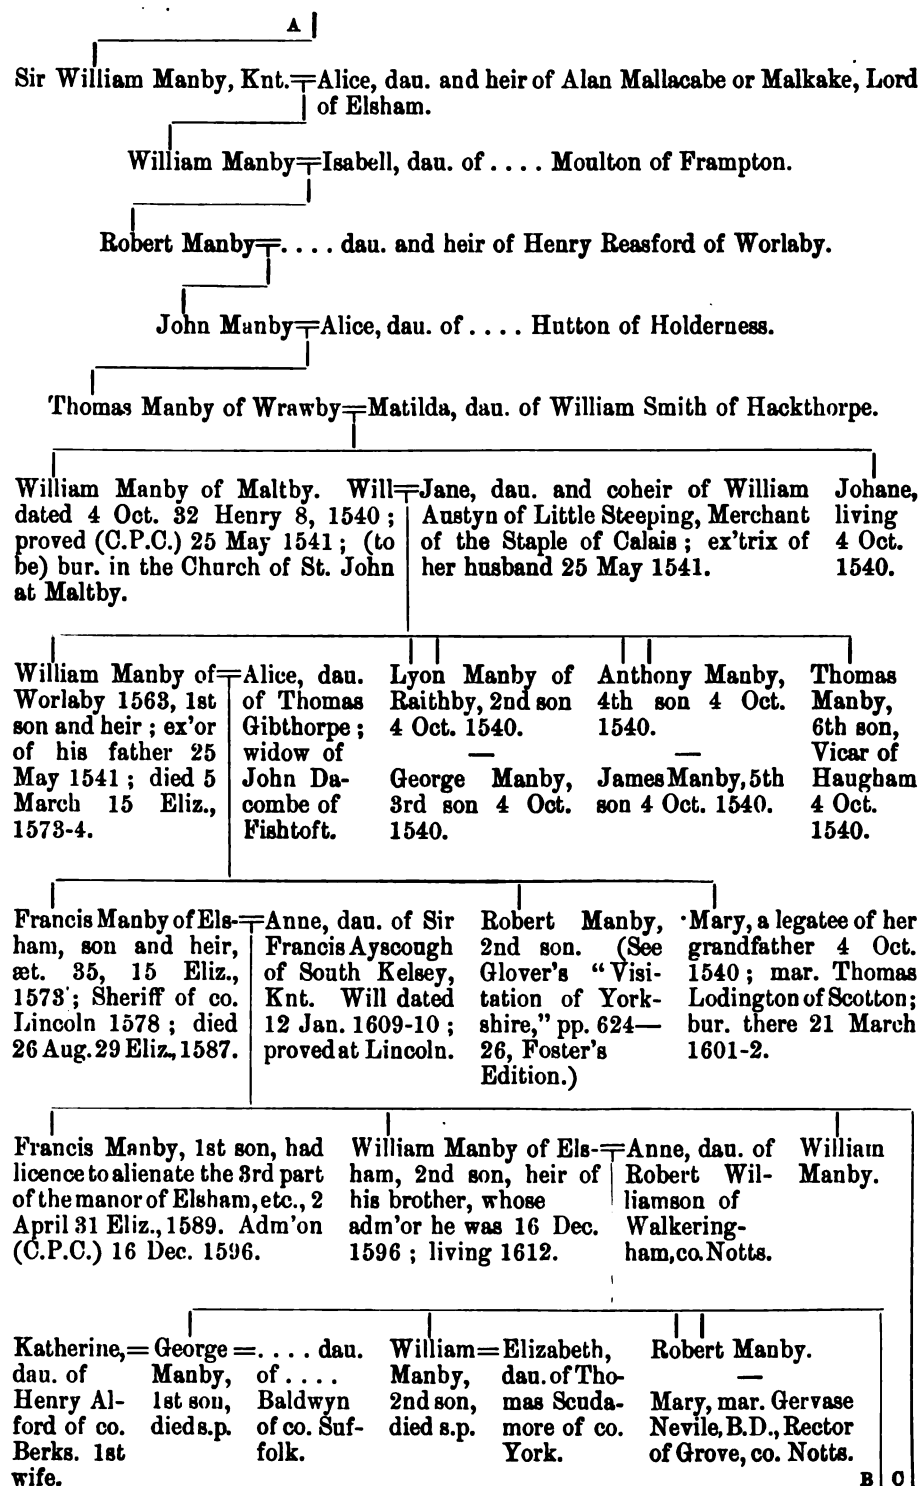 A
Sir William Manby, Knt.=Alice, dau. and heir of Alan Mallacabe or Malkake, Lord
of Elsham.
William Manby=Isabell, dau. of .... Moulton of Frampton.
Robert Manby=.... dau. and heir of Henry Reasford of Worlaby.
John Manby=Alice, dau. of .... Hutton of Holderness.
Thomas Manby of Wrawby=Matilda, dau. of William Smith of Hackthorpe.
William Manby of Maltby. Will=
dated 4 Oct. 32 Henry 8, 1540 ;
proved (C.P.C.) 25 May 1541 ; (to
be) bur. in the Church of St. John
at Maltby.
Jane, dau. and coheir of William
Austyn of Little Steeping, Merchant
of the Staple of Calais ; ex'trix of
her husband 25 May 1541.
Johane,
living
4 Oct.
1540.
William Manby of=
Worlaby 1563, 1st
son and heir ; ex'or
of his father 25
May 1541 ; died 5
March 15 Eliz.,
1573-4.
Alice, dau.
of Thomas
Gibthorpe ;
widow of
John Da-
combe of
Fishtoft.
Lyon Manby of
Raithby, 2nd son
4 Oct. 1540.
—
George Manby,
3rd son 4 Oct.
1540.
Anthony Manby,
4th son 4 Oct.
1540.
—
James Manby, 5th
son 4 Oct. 1540.
Thomas
Manby,
6th son,
Vicar of
Haugham
4 Oct.
1540.
Francis Manby of Els-=
ham, son and heir,
æt. 35, 15 Eliz.,
1573 ; Sheriff of co.
Lincoln 1578 ; died
26 Aug. 29 Eliz., 1587.
Anne, dau. of Sir
Francis Ayscough
of South Kelsey,
Knt. Will dated
12 Jan. 1609-10 ;
proved at Lincoln.
Robert Manby,
2nd son. (See
Glover's "Visi-
tation of York-
shire," pp. 624—
26, Foster's
Edition.)
Mary, a legatee of her
grandfather 4 Oct.
1540 ; mar. Thomas
Lodington of Scotton ;
bur. there 21 March
1601-2.
Francis Manby, 1st son, had
licence to alienate the 3rd part
of the manor of Elsham, etc., 2
April 31 Eliz., 1589. Adm'on
(C.P.C.) 16 Dec. 1596.
William Manby of Els-=
ham, 2nd son, heir of
his brother, whose
adm'or he was 16 Dec.
1596 ; living 1612.
Anne, dau. of
Robert Wil-
liamson of
Walkering-
ham, co. Notts.
William
Manby.
Katherine,=
dau. of
Henry Al-
ford of co.
Berks. 1st
wife.
George =
Manby,
1st son,
died s.p.
.... dau.
of ....
Baldwyn
of co. Suf-
folk.
William=
Manby,
2nd son,
died s.p.
Elizabeth,
dau. of Tho-
mas Scuda-
more of co.
York.
Robert Manby.
—
Mary, mar. Gervase
Nevile, B.D., Rector
of Grove, co. Notts.
B C